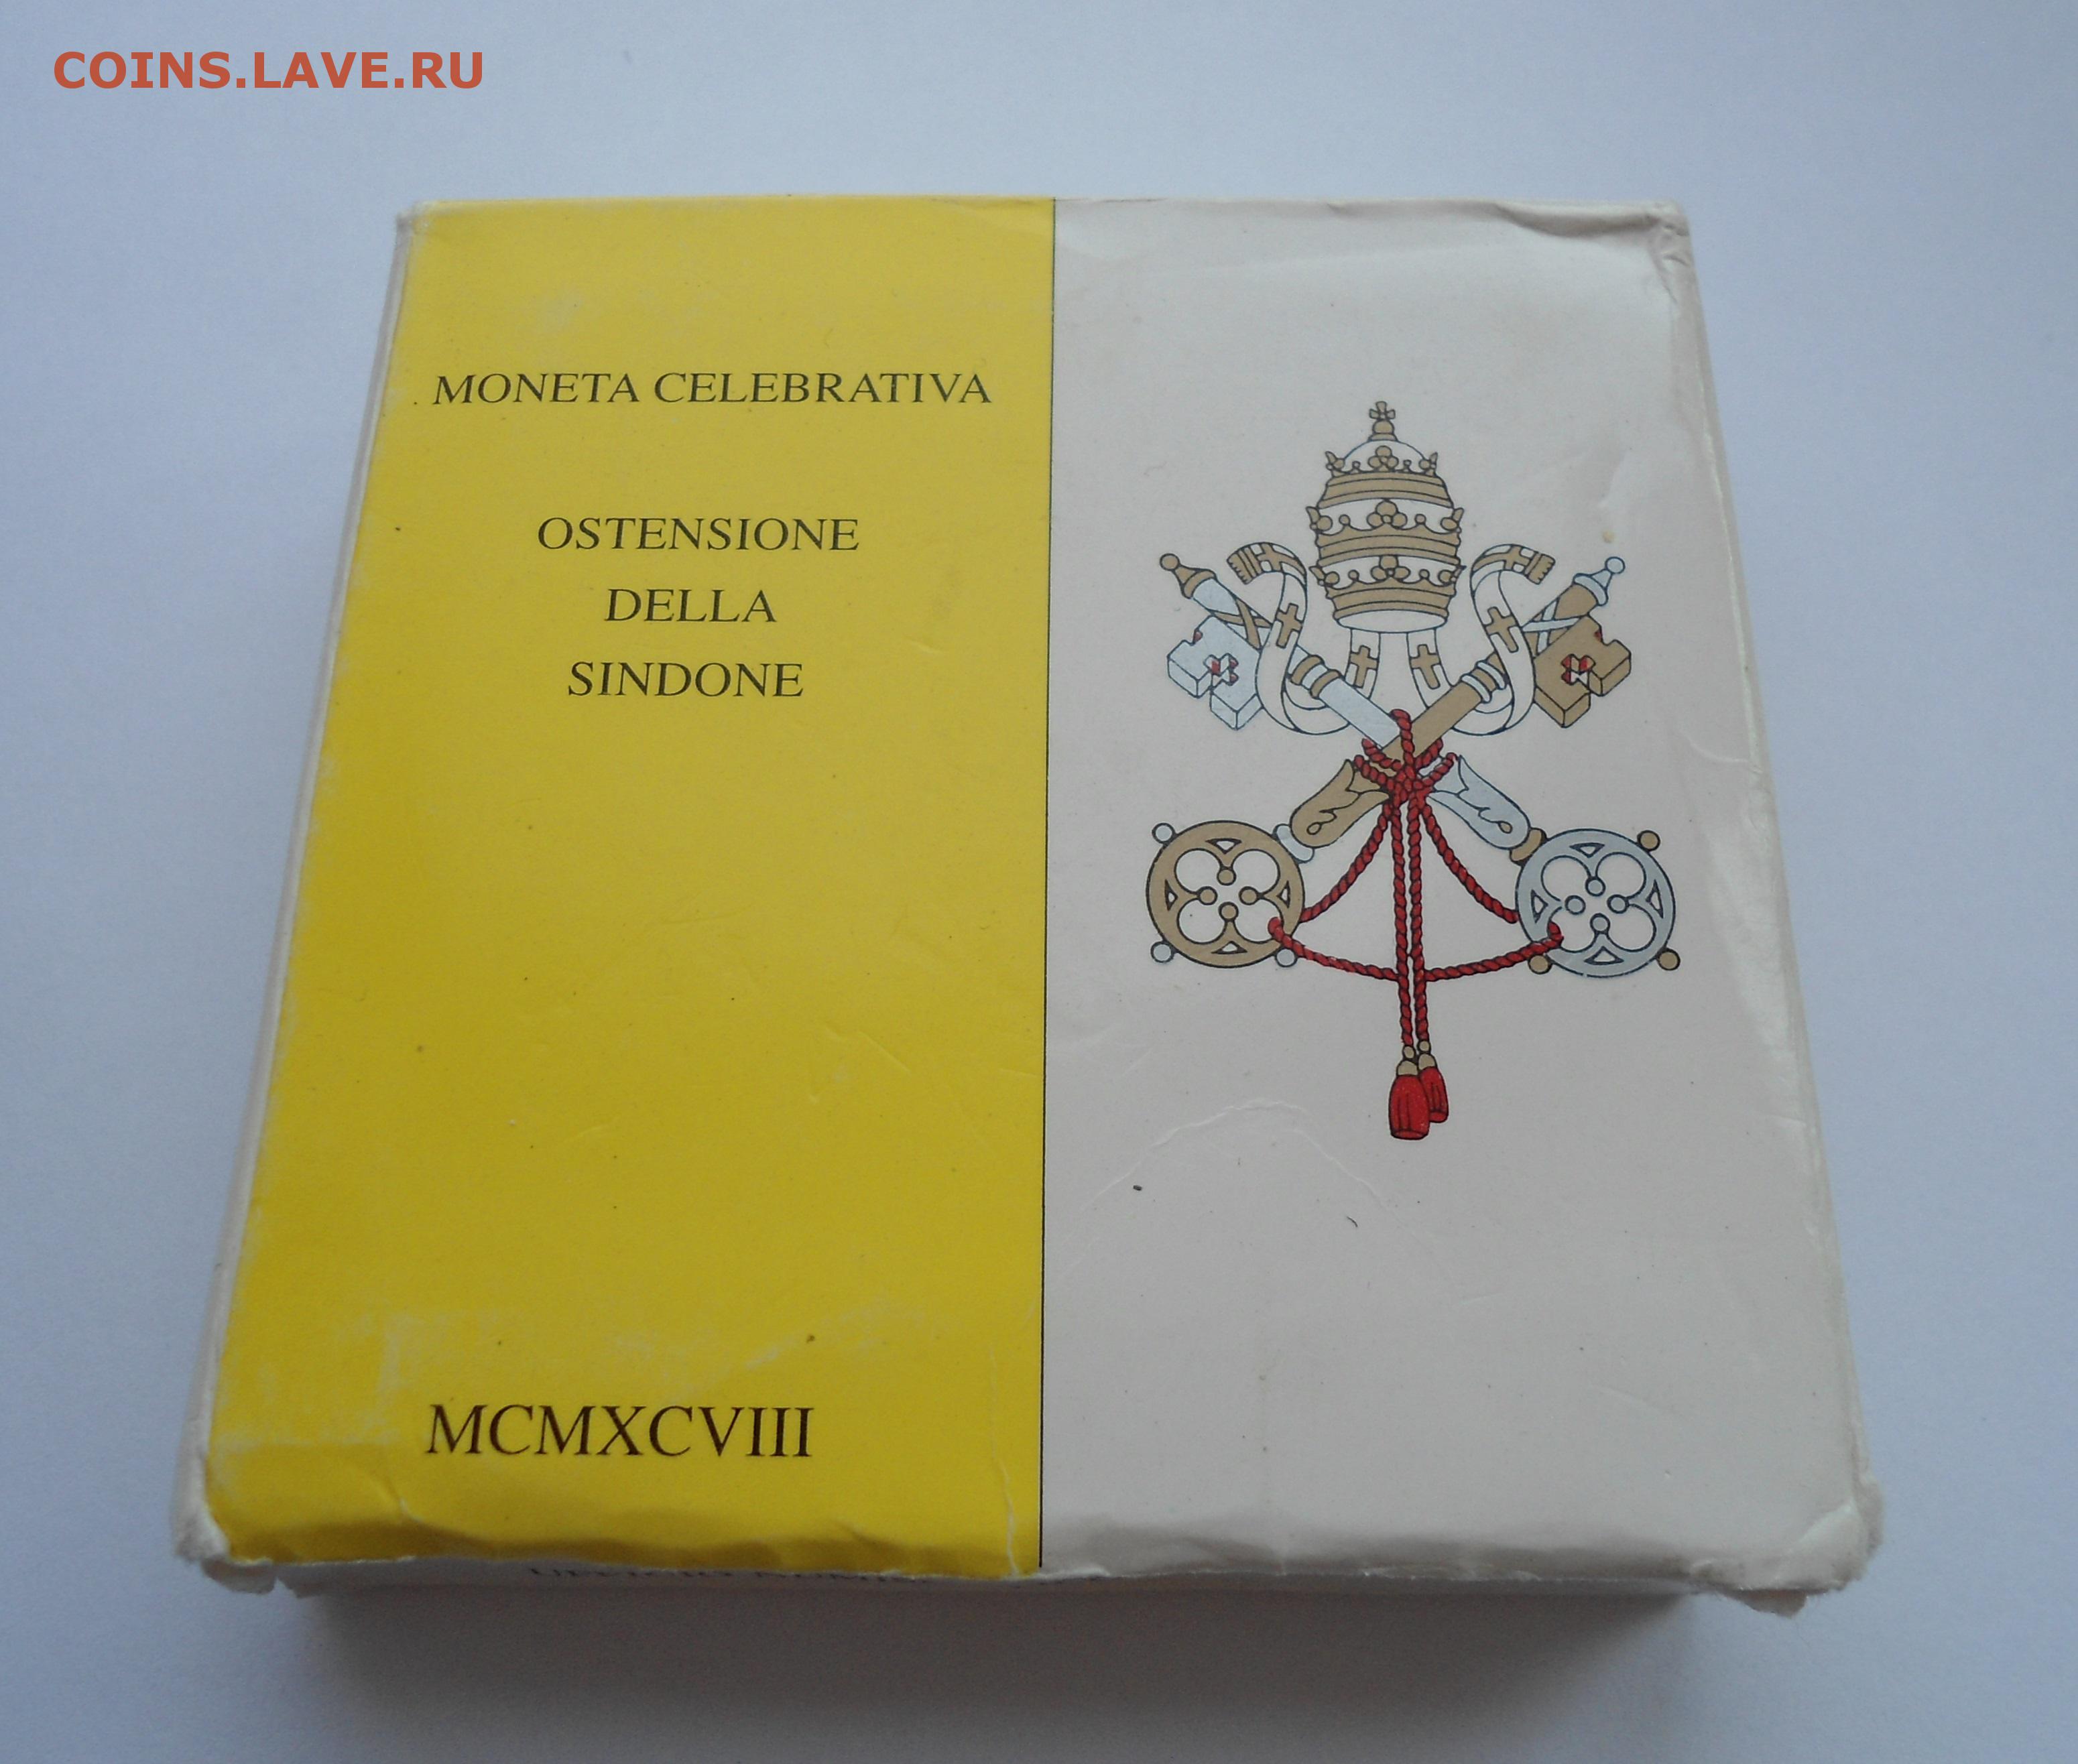 COINS.LAVE.RU
MONETA CELEBRATIVA
OSTENSIONE
DELLA
SINDONE
MCMXCVIII